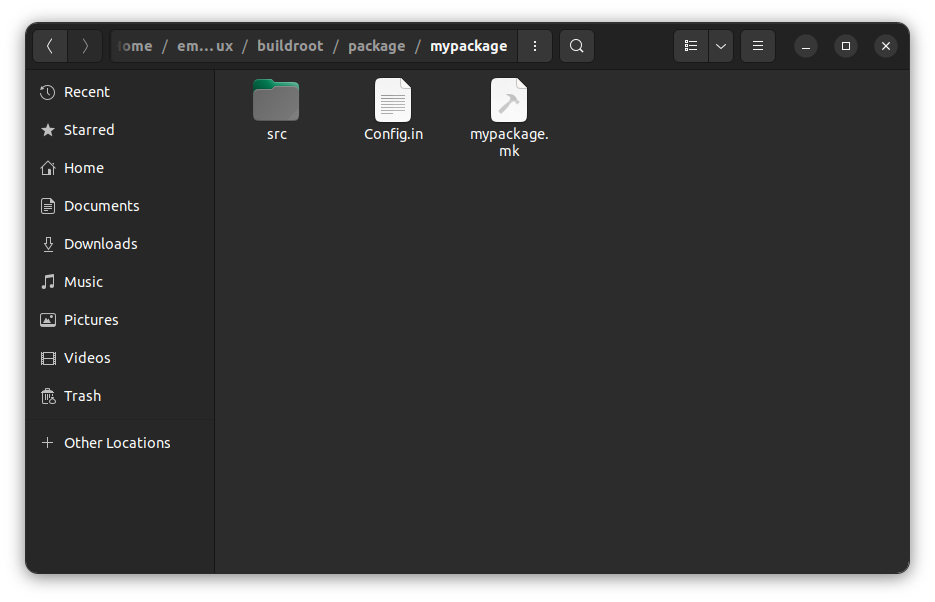 ome / em...ux / buildroot / package / mypackage
Recent
Starred
Home
Documents
Downloads
Music
Pictures
Videos
Trash
Other Locations
src
Config.in
mypackage.
mk